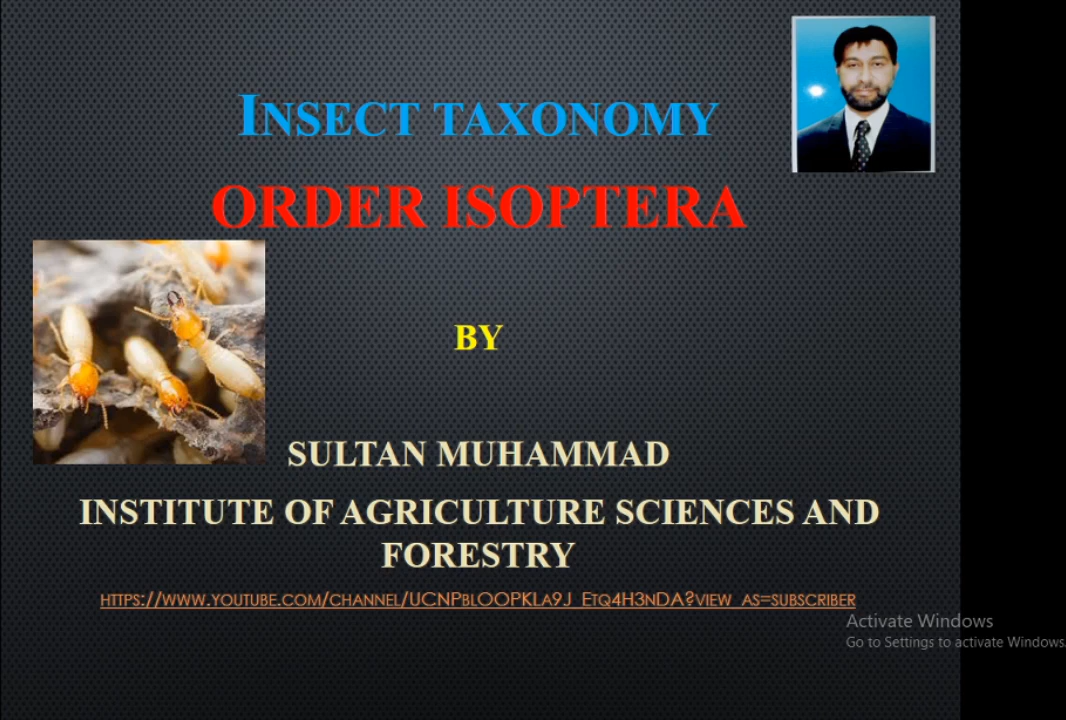 INSECT TAXONOMY
ORDER ISOPTERA
BY
SULTAN MUHAMMAD
INSTITUTE OF AGRICULTURE SCIENCES AND
FORESTRY
HTTPS://WWW.YOUTUBE.COM/CHANNEL/UCNPBLOOPKLA9J_ETQ4H3NDA?VIEW_AS=SUBSCRIBER
Activate Windows
Go to Settings to activate Windows.